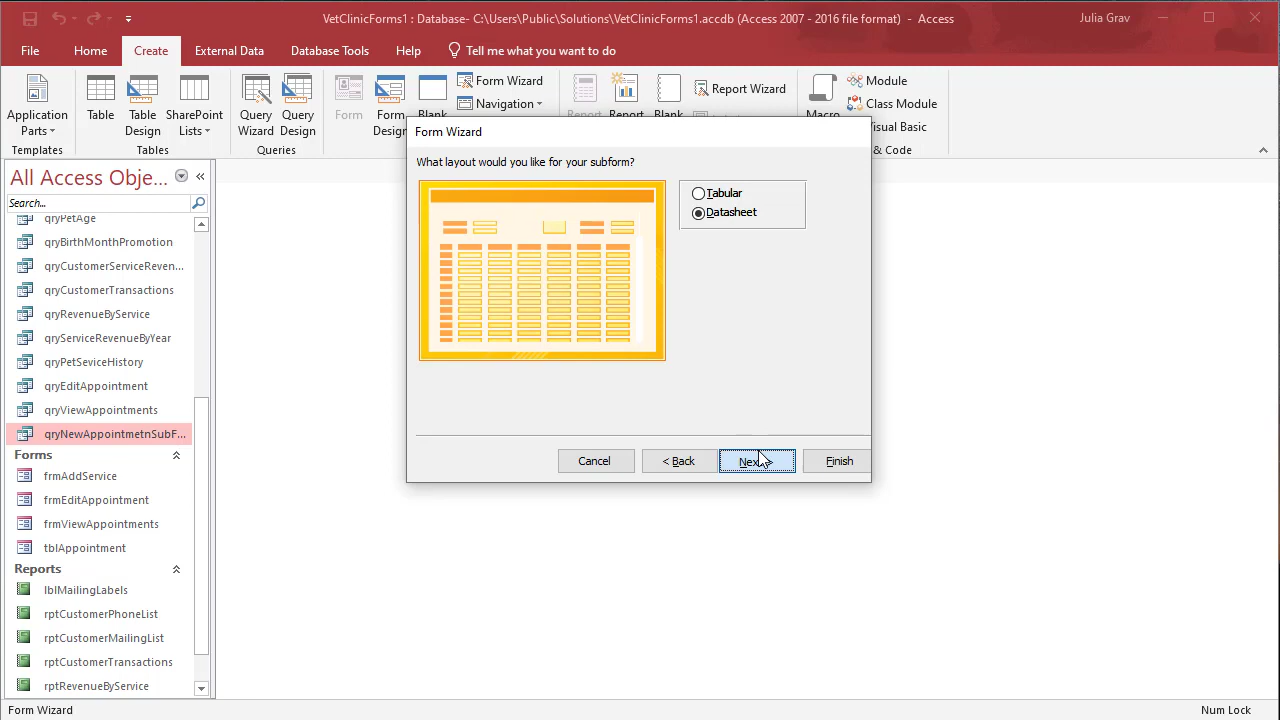 VetClinicForms1 : Database- C:\Users\Public\Solutions\VetClinicForms1.accdb (Access 2007 - 2016 file format) - Access
Julia Grav
File
Home
Create
External Data
Database Tools
Help
Tell me what you want to do
Application
Parts
Table
Table
Design
SharePoint
Lists
Query
Wizard
Query
Design
Form
Form
Design
Blank
Form Wizard
Navigation
Report
Report
Blank
Report Wizard
Macro
Module
Class Module
Visual Basic
Templates
Tables
Queries
& Code
All Access Obje...
Search...
qryPetAge
qryBirthMonthPromotion
qryCustomerServiceReven...
qryCustomerTransactions
qryRevenueByService
qryServiceRevenueByYear
qryPetSeviceHistory
qryEditAppointment
qryViewAppointments
qryNewAppointmetnSubF...
Forms
frmAddService
frmEditAppointment
frmViewAppointments
tblAppointment
Reports
lblMailingLabels
rptCustomerPhoneList
rptCustomerMailingList
rptCustomerTransactions
rptRevenueByService
Form Wizard
What layout would you like for your subform?
Tabular
Datasheet
Cancel
< Back
Next >
Finish
Form Wizard
Num Lock